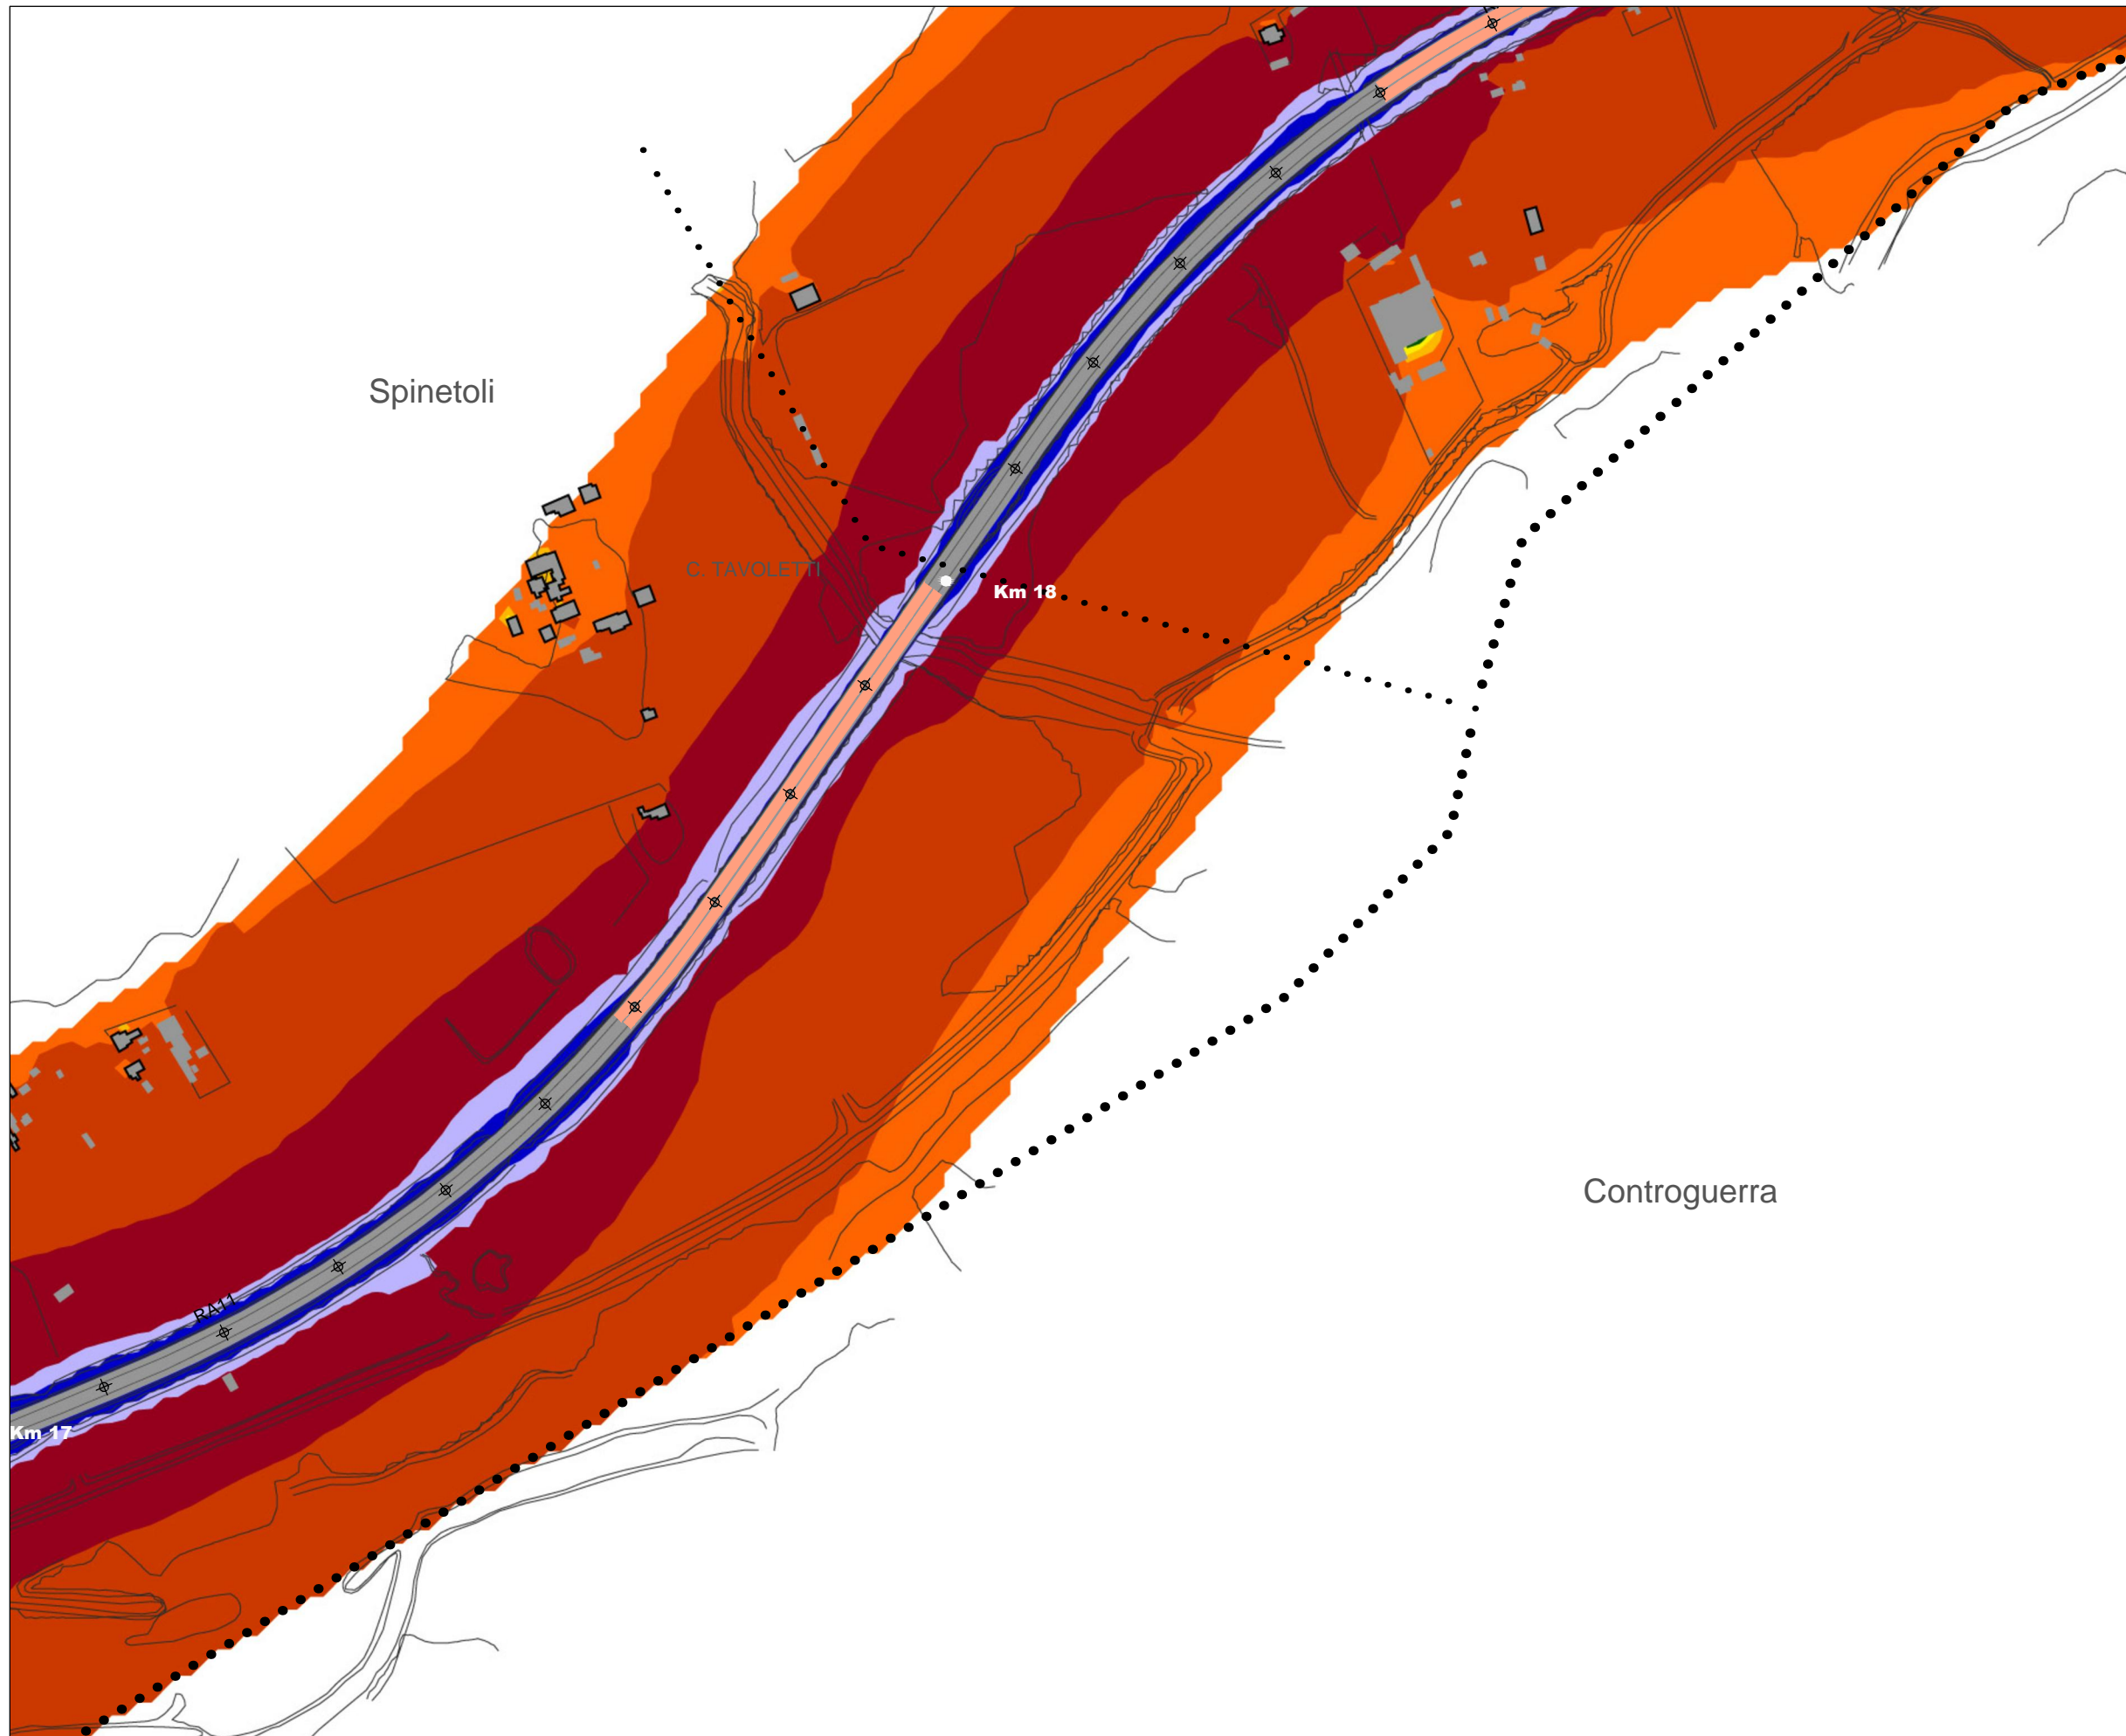 Spinetoli
C. TAVOLETTI
Km 18
Controguerra
RA11
Km 17